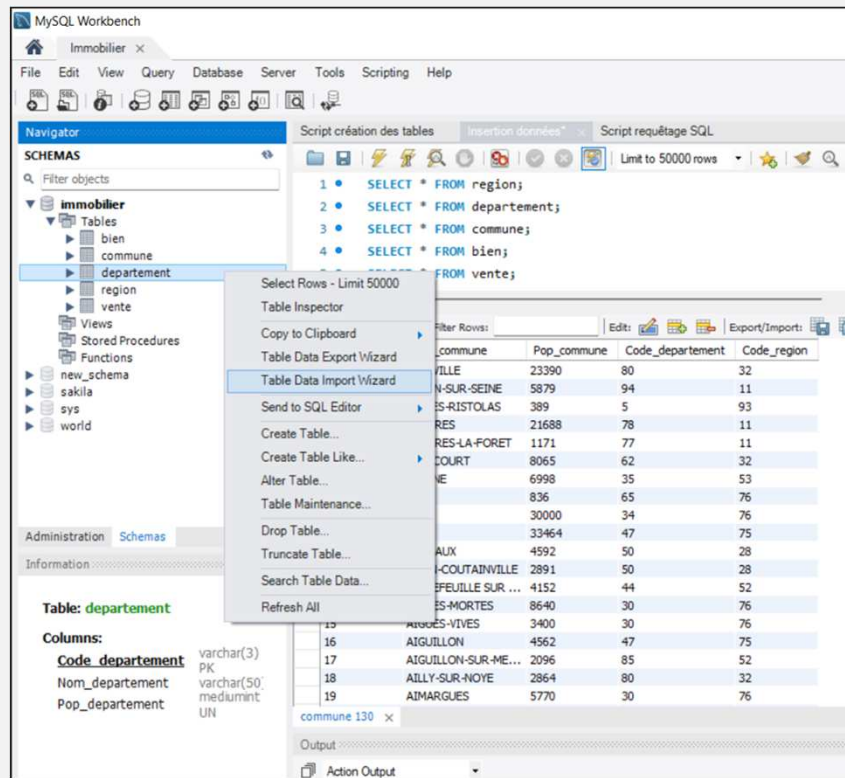 MySQL Workbench
Immobilier ×
File Edit View Query Database Server Tools Scripting Help
Navigator
SCHEMAS
Filter objects
immobilier
Tables
bien
commune
departement
region
vente
Views
Stored Procedures
Functions
new_schema
sakila
sys
world
Administration Schemas
Information
Table: departement
Columns:
Code_departement varchar(3) PK
Nom_departement varchar(50)
Pop_departement mediumint UN
Script création des tables Insertion données* × Script requêtage SQL
Limit to 50000 rows
1 SELECT * FROM region;
2 SELECT * FROM departement;
3 SELECT * FROM commune;
4 SELECT * FROM bien;
FROM vente;
Select Rows - Limit 50000
Table Inspector
Copy to Clipboard
Table Data Export Wizard
Table Data Import Wizard
Send to SQL Editor
Create Table...
Create Table Like...
Alter Table...
Table Maintenance...
Drop Table...
Truncate Table...
Search Table Data...
Refresh All
Filter Rows: Edit: Export/Import:
_commune Pop_commune Code_departement Code_region
VILLE 23390 80 32
N-SUR-SEINE 5879 94 11
ES-RISTOLAS 389 5 93
RES 21688 78 11
RES-LA-FORET 1171 77 11
COURT 8065 62 32
NE 6998 35 53
836 65 76
30000 34 76
33464 47 75
AUX 4592 50 28
N-COUTAINVILLE 2891 50 28
EFEUILLE SUR ... 4152 44 52
ES-MORTES 8640 30 76
15 AIGUES-VIVES 3400 30 76
16 AIGUILLON 4562 47 75
17 AIGUILLON-SUR-ME... 2096 85 52
18 AILLY-SUR-NOYE 2864 80 32
19 AIMARGUES 5770 30 76
commune 130 ×
Output
Action Output